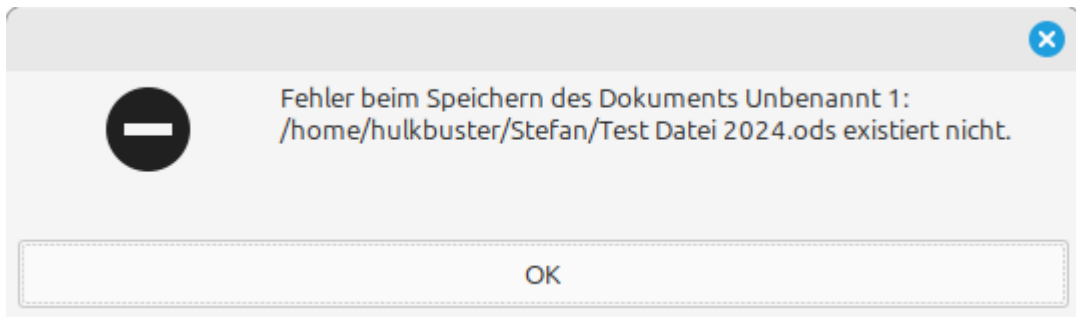 Fehler beim Speichern des Dokuments Unbenannt 1:
/home/hulkbuster/Stefan/Test Datei 2024.ods existiert nicht.
OK